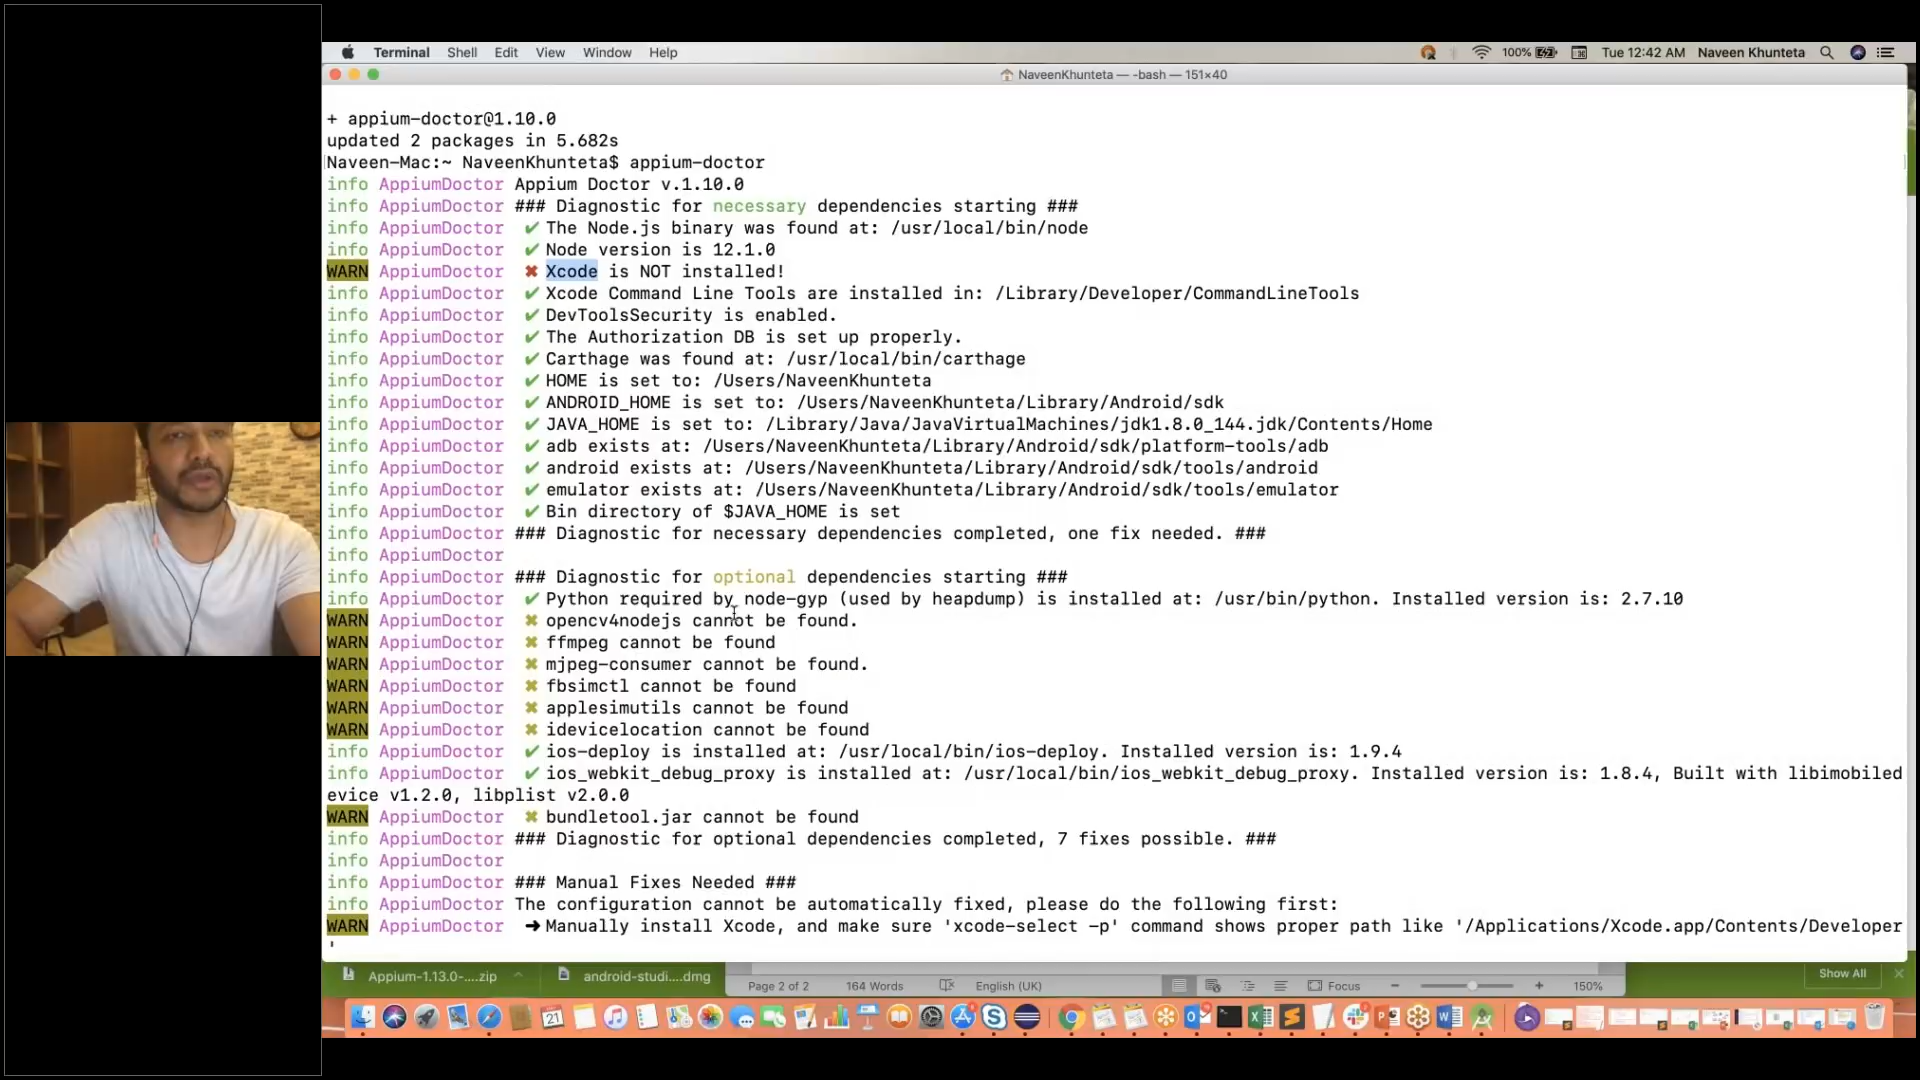 Terminal Shell Edit View Window Help 100% Tue 12:42 AM Naveen Khunteta
NaveenKhunteta — -bash — 151×40
+ appium-doctor@1.10.0
updated 2 packages in 5.682s
Naveen-Mac:~ NaveenKhunteta$ appium-doctor
info AppiumDoctor Appium Doctor v.1.10.0
info AppiumDoctor ### Diagnostic for necessary dependencies starting ###
info AppiumDoctor ✔ The Node.js binary was found at: /usr/local/bin/node
info AppiumDoctor ✔ Node version is 12.1.0
WARN AppiumDoctor ✖ Xcode is NOT installed!
info AppiumDoctor ✔ Xcode Command Line Tools are installed in: /Library/Developer/CommandLineTools
info AppiumDoctor ✔ DevToolsSecurity is enabled.
info AppiumDoctor ✔ The Authorization DB is set up properly.
info AppiumDoctor ✔ Carthage was found at: /usr/local/bin/carthage
info AppiumDoctor ✔ HOME is set to: /Users/NaveenKhunteta
info AppiumDoctor ✔ ANDROID_HOME is set to: /Users/NaveenKhunteta/Library/Android/sdk
info AppiumDoctor ✔ JAVA_HOME is set to: /Library/Java/JavaVirtualMachines/jdk1.8.0_144.jdk/Contents/Home
info AppiumDoctor ✔ adb exists at: /Users/NaveenKhunteta/Library/Android/sdk/platform-tools/adb
info AppiumDoctor ✔ android exists at: /Users/NaveenKhunteta/Library/Android/sdk/tools/android
info AppiumDoctor ✔ emulator exists at: /Users/NaveenKhunteta/Library/Android/sdk/tools/emulator
info AppiumDoctor ✔ Bin directory of $JAVA_HOME is set
info AppiumDoctor ### Diagnostic for necessary dependencies completed, one fix needed. ###
info AppiumDoctor
info AppiumDoctor ### Diagnostic for optional dependencies starting ###
info AppiumDoctor ✔ Python required by node-gyp (used by heapdump) is installed at: /usr/bin/python. Installed version is: 2.7.10
WARN AppiumDoctor ✖ opencv4nodejs cannot be found.
WARN AppiumDoctor ✖ ffmpeg cannot be found
WARN AppiumDoctor ✖ mjpeg-consumer cannot be found.
WARN AppiumDoctor ✖ fbsimctl cannot be found
WARN AppiumDoctor ✖ applesimutils cannot be found
WARN AppiumDoctor ✖ idevicelocation cannot be found
info AppiumDoctor ✔ ios-deploy is installed at: /usr/local/bin/ios-deploy. Installed version is: 1.9.4
info AppiumDoctor ✔ ios_webkit_debug_proxy is installed at: /usr/local/bin/ios_webkit_debug_proxy. Installed version is: 1.8.4, Built with libimobiled
evice v1.2.0, libplist v2.0.0
WARN AppiumDoctor ✖ bundletool.jar cannot be found
info AppiumDoctor ### Diagnostic for optional dependencies completed, 7 fixes possible. ###
info AppiumDoctor
info AppiumDoctor ### Manual Fixes Needed ###
info AppiumDoctor The configuration cannot be automatically fixed, please do the following first:
WARN AppiumDoctor ➜ Manually install Xcode, and make sure 'xcode-select -p' command shows proper path like '/Applications/Xcode.app/Contents/Developer
'
Appium-1.13.0-....zip android-studi....dmg Show All
Page 2 of 2 164 Words English (UK) Focus 150%
21